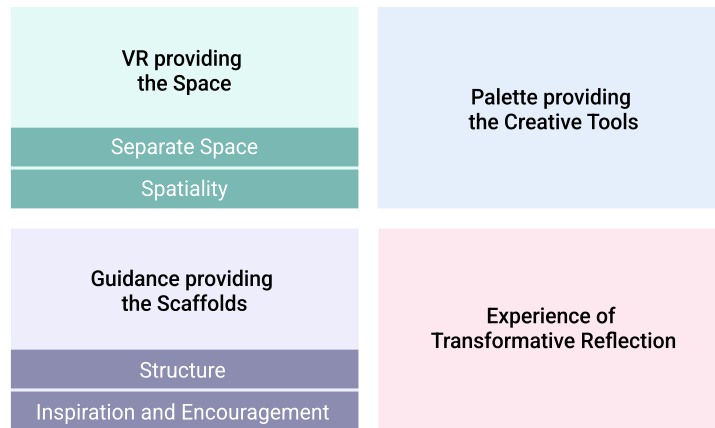 VR providing
the Space
Separate Space
Spatiality
Palette providing
the Creative Tools
Guidance providing
the Scaffolds
Structure
Inspiration and Encouragement
Experience of
Transformative Reflection